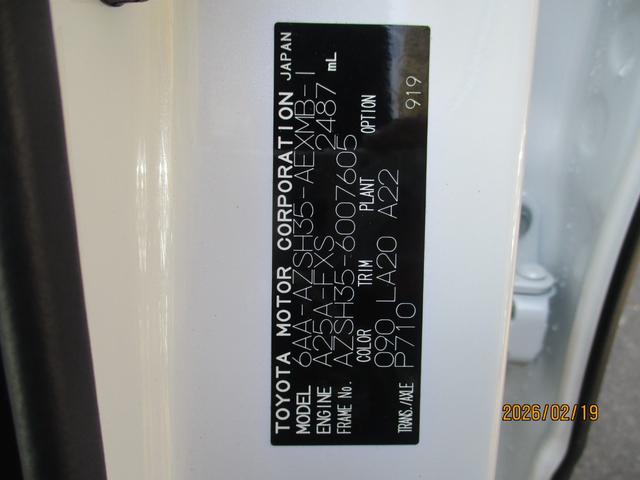 TOYOTA MOTOR CORPORATION JAPAN
MODEL 6AA-AZSH35-AEXMB-I
ENGINE A25A-FXS 2487 mL
FRAME No. AZSH35-6007605
COLOR TRIM PLANT OPTION
090 LA20 A22 919
TRANS./AXLE P710
2026/02/19